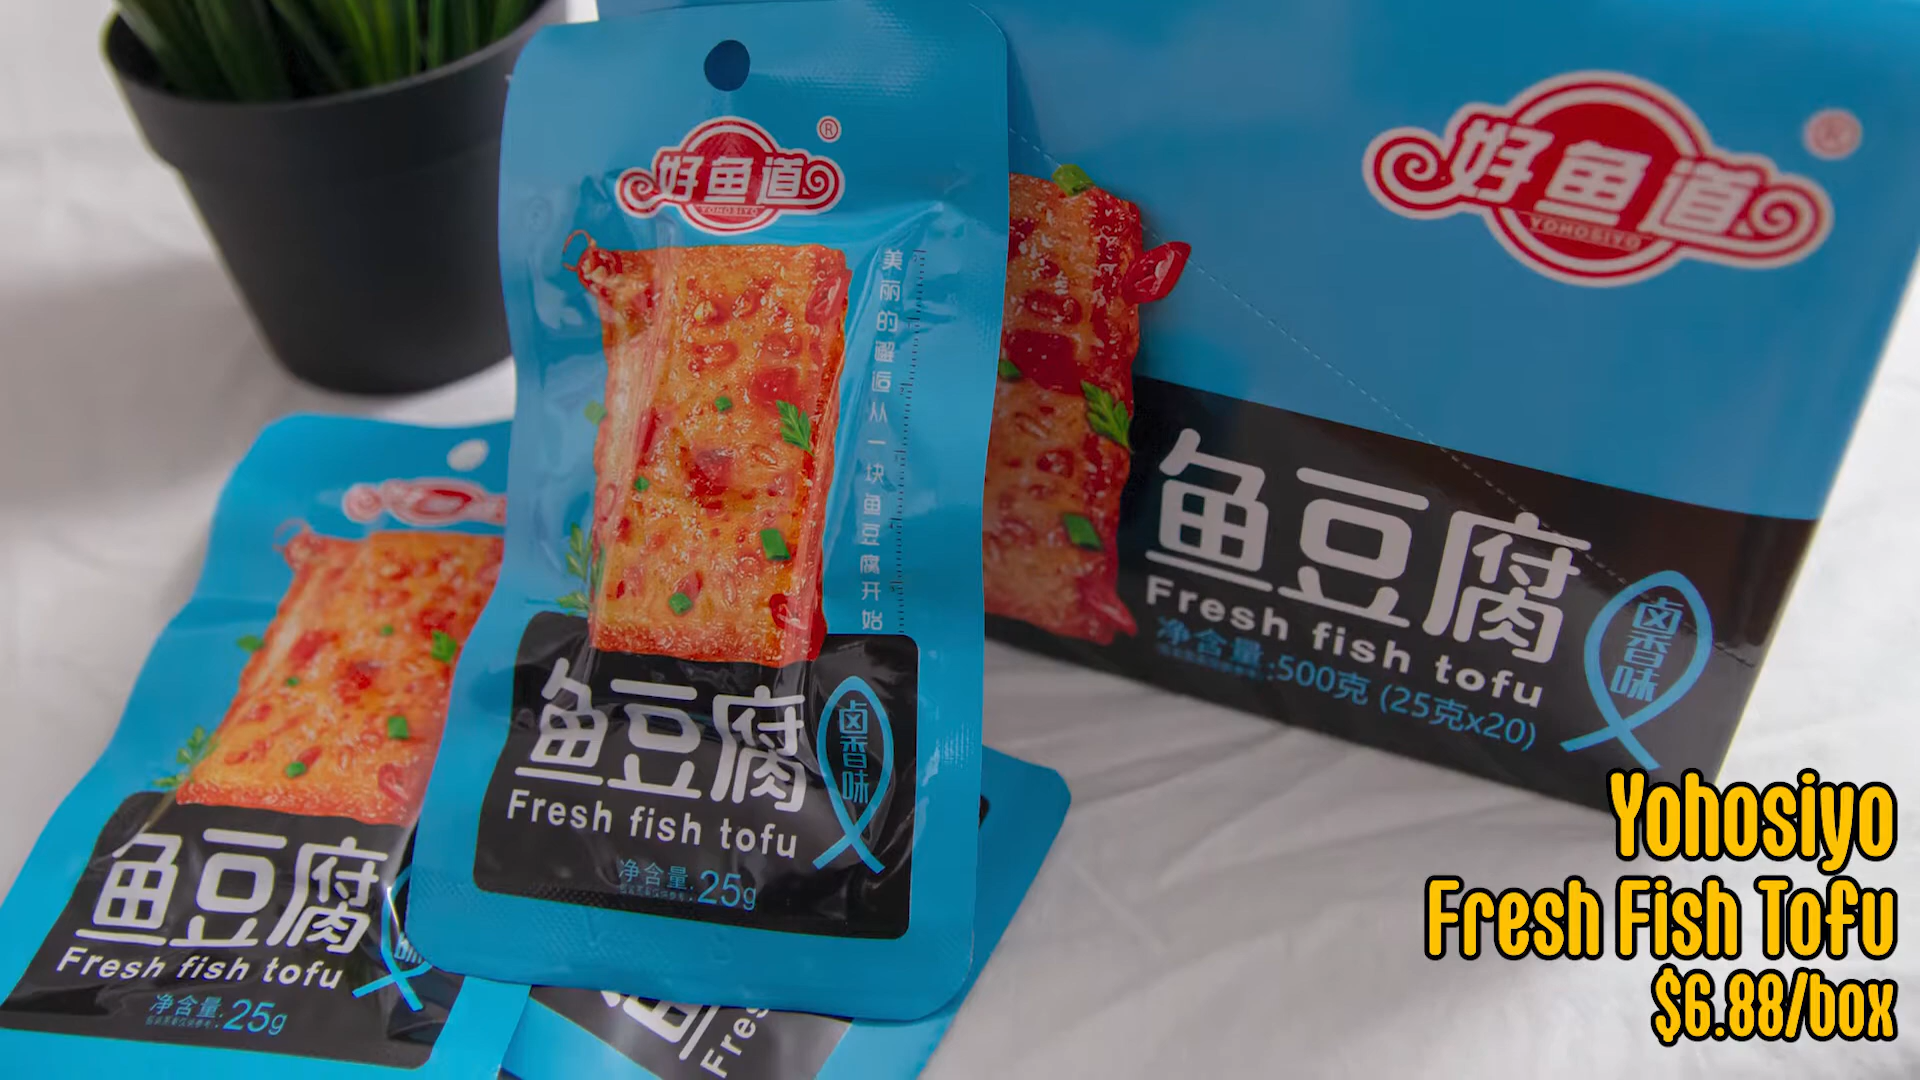 好鱼道
®
YOHOSIYO
美丽的邂逅从一块鱼豆腐开始
鱼豆腐
Fresh fish tofu
卤香味
净含量:25g
好鱼道
®
YOHOSIYO
鱼豆腐
Fresh fish tofu
卤香味
净含量:500克 (25克x20)
鱼豆腐
Fresh fish tofu
净含量:25g
Fres
Yohosiyo
Fresh Fish Tofu
$6.88/box